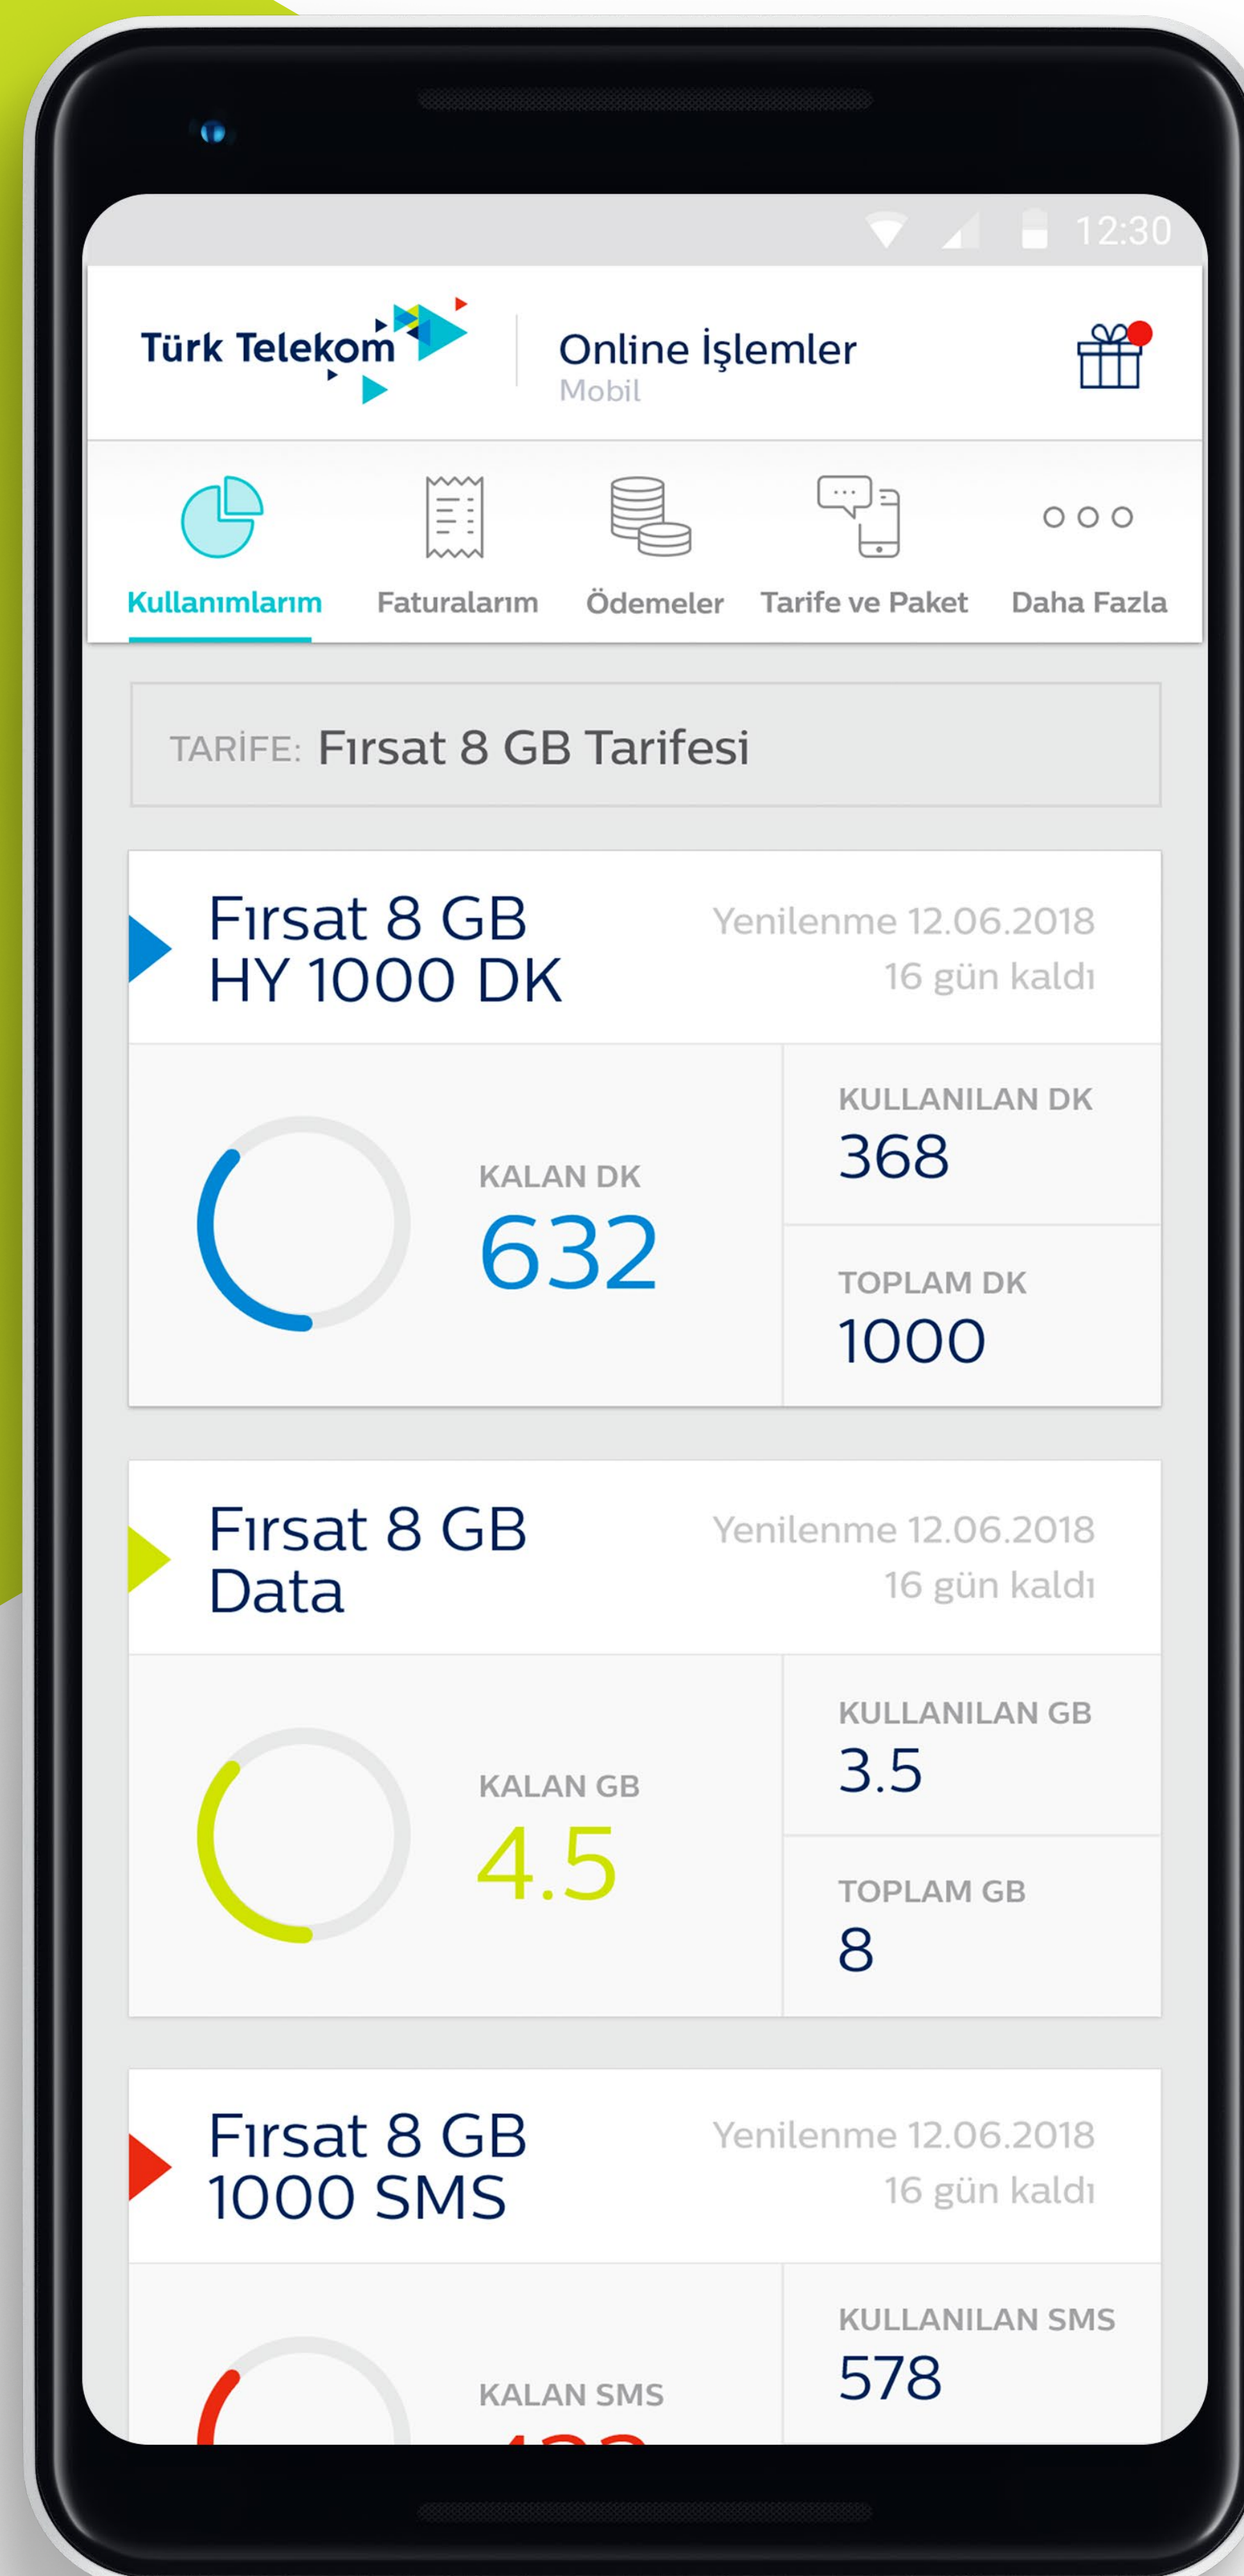 12:30
Türk Telekom
Online İşlemler
Mobil
Kullanımlarım Faturalarım Ödemeler Tarife ve Paket Daha Fazla
TARİFE: Fırsat 8 GB Tarifesi
Fırsat 8 GB
HY 1000 DK
Yenilenme 12.06.2018
16 gün kaldı
KALAN DK
632
KULLANILAN DK
368
TOPLAM DK
1000
Fırsat 8 GB
Data
Yenilenme 12.06.2018
16 gün kaldı
KALAN GB
4.5
KULLANILAN GB
3.5
TOPLAM GB
8
Fırsat 8 GB
1000 SMS
Yenilenme 12.06.2018
16 gün kaldı
KALAN SMS
KULLANILAN SMS
578